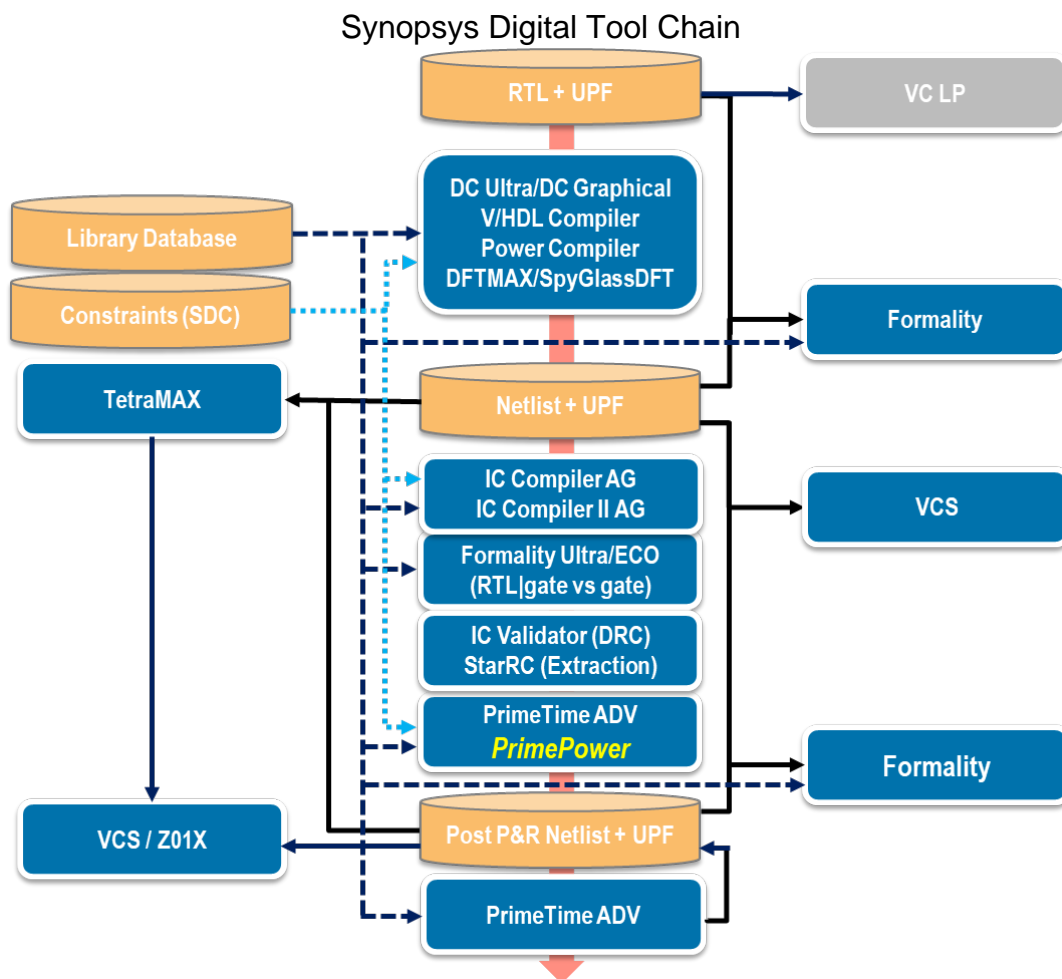 Synopsys Digital Tool Chain
RTL + UPF
VC LP
DC Ultra/DC Graphical
V/HDL Compiler
Power Compiler
DFTMAX/SpyGlassDFT
Library Database
Constraints (SDC)
Formality
TetraMAX
Netlist + UPF
IC Compiler AG
IC Compiler II AG
VCS
Formality Ultra/ECO
(RTL|gate vs gate)
IC Validator (DRC)
StarRC (Extraction)
PrimeTime ADV
PrimePower
Formality
VCS / Z01X
Post P&R Netlist + UPF
PrimeTime ADV